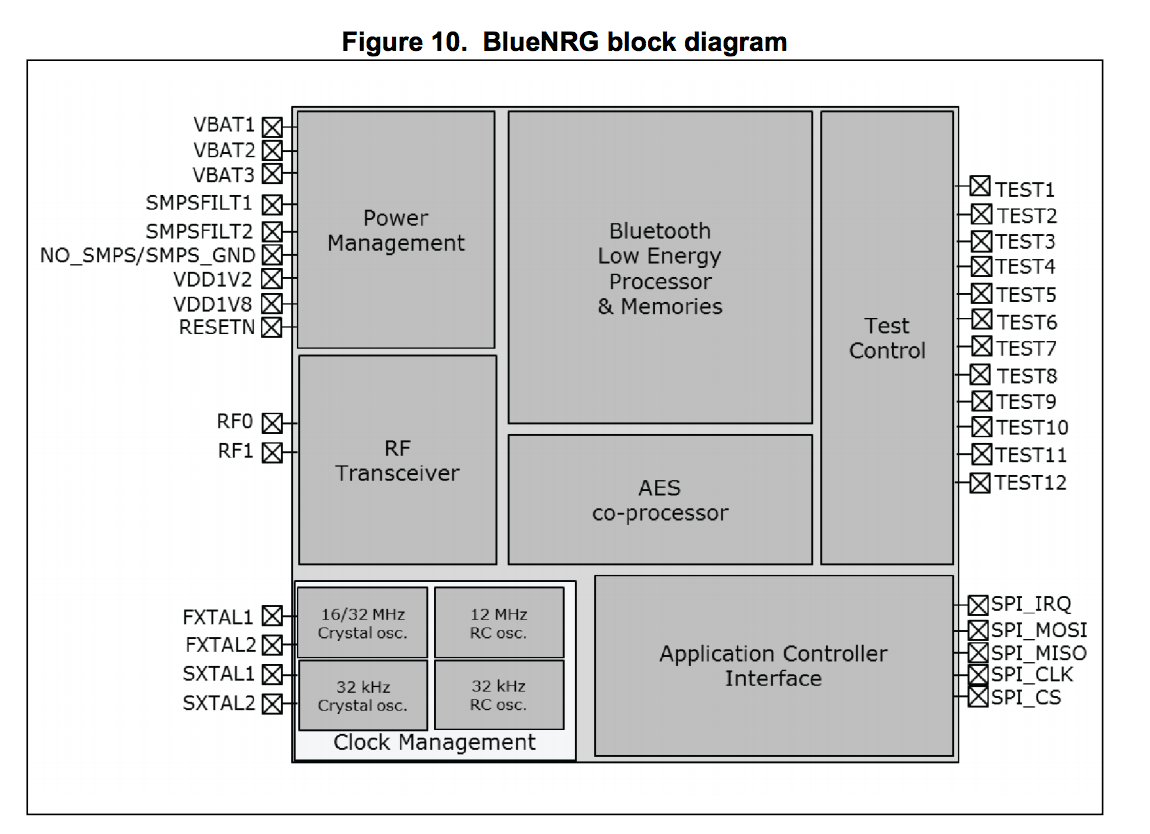 Figure 10. BlueNRG block diagram
VBAT1
VBAT2
VBAT3
SMPSFILT1
SMPSFILT2
NO_SMPS/SMPS_GND
VDD1V2
VDD1V8
RESETN
RF0
RF1
FXTAL1
FXTAL2
SXTAL1
SXTAL2
Power
Management
RF
Transceiver
16/32 MHz
Crystal osc.
12 MHz
RC osc.
32 kHz
Crystal osc.
32 kHz
RC osc.
Clock Management
Bluetooth
Low Energy
Processor
& Memories
AES
co-processor
Application Controller
Interface
Test
Control
TEST1
TEST2
TEST3
TEST4
TEST5
TEST6
TEST7
TEST8
TEST9
TEST10
TEST11
TEST12
SPI_IRQ
SPI_MOSI
SPI_MISO
SPI_CLK
SPI_CS